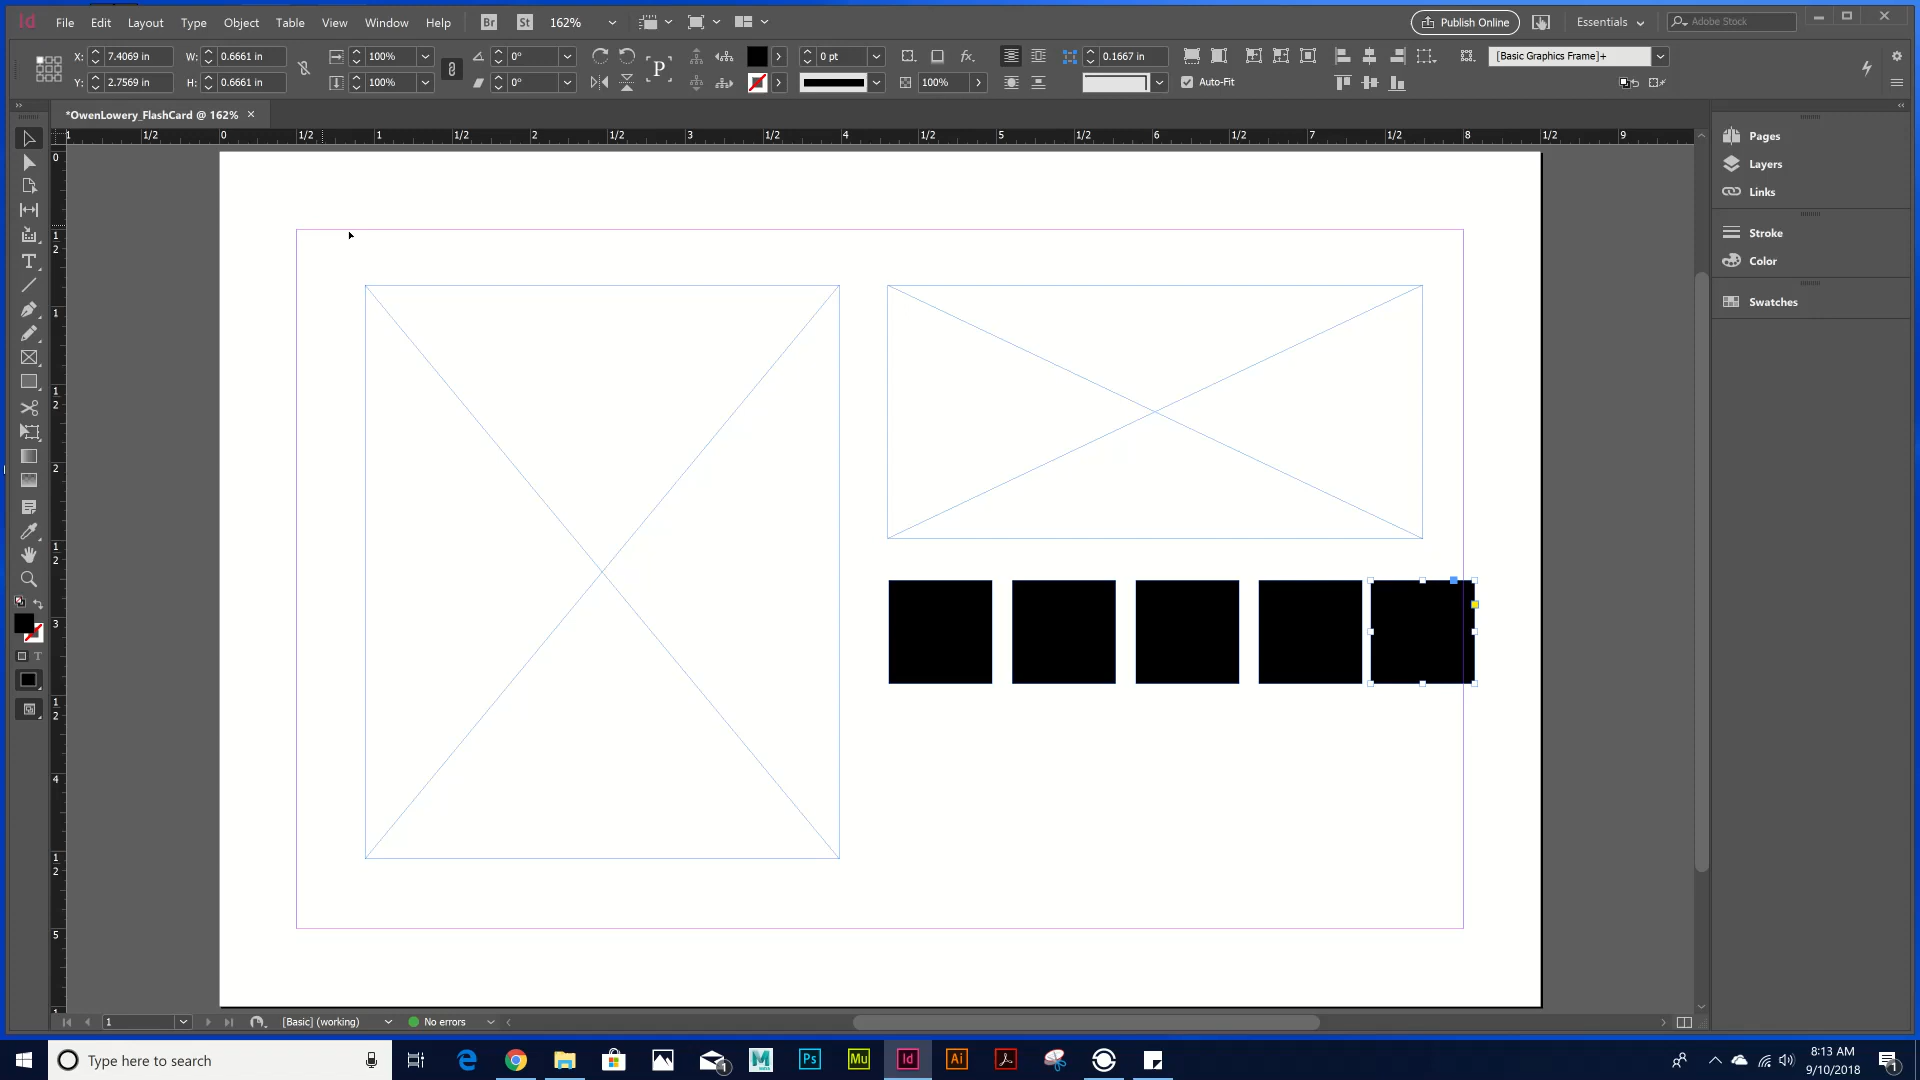 Id File Edit Layout Type Object Table View Window Help Br St 162% Publish Online Essentials Adobe Stock
X: 7.4069 in W: 0.6661 in 100% 0° P 0 pt fx. 0.1667 in [Basic Graphics Frame]+
Y: 2.7569 in H: 0.6661 in 100% 0° 100% Auto-Fit
*OwenLowery_FlashCard @ 162% ×
1 1/2 0 1/2 1 1/2 2 1/2 3 1/2 4 1/2 5 1/2 6 1/2 7 1/2 8 1/2 9
0
1
2
1
1
2
2
1
2
3
1
2
4
1
2
5
T
T
Pages
Layers
Links
Stroke
Color
Swatches
1 [Basic] (working) No errors
Type here to search 1 Ps Mu Id Ai 8:13 AM
9/10/2018 1